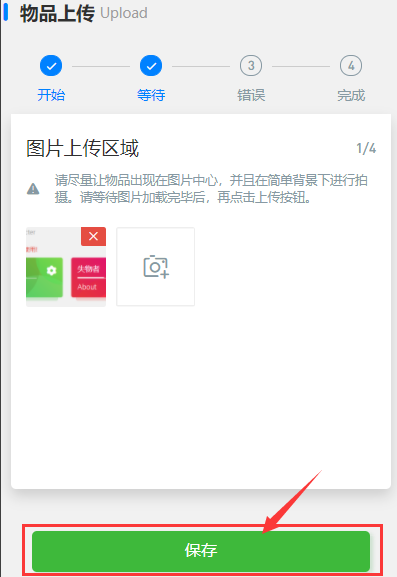 物品上传 Upload
3 4
开始 等待 错误 完成
图片上传区域 1/4
请尽量让物品出现在图片中心，并且在简单背景下进行拍
摄。请等待图片加载完毕后，再点击上传按钮。
失物者
About
保存